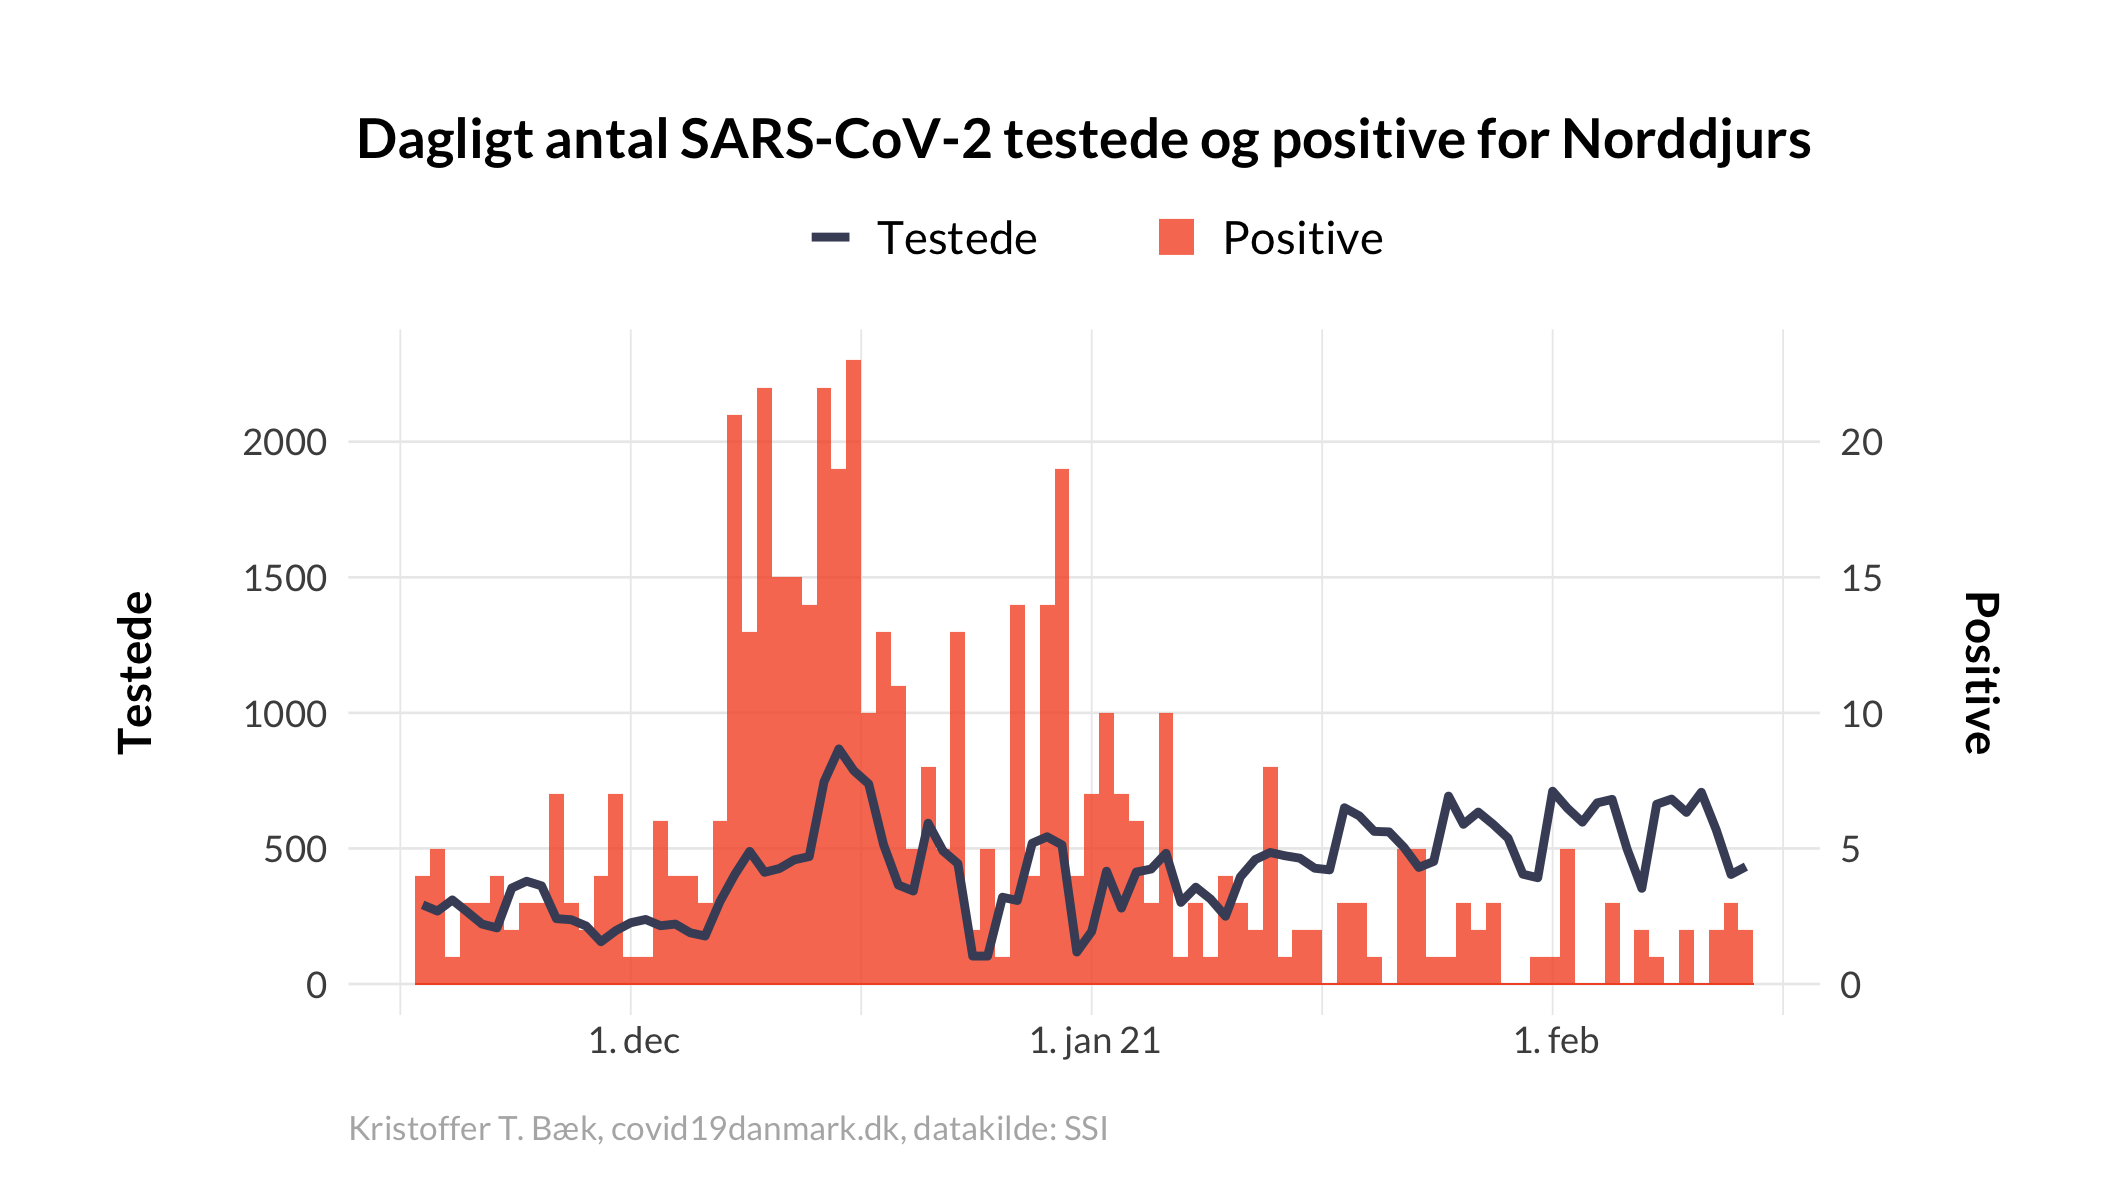 Dagligt antal SARS-CoV-2 testede og positive for Norddjurs
Testede
Positive
Testede
2000
1500
1000
500
0
20
15
10
5
0
Positive
1. dec
1. jan 21
1. feb
Kristoffer T. Bæk, covid19danmark.dk, datakilde: SSI